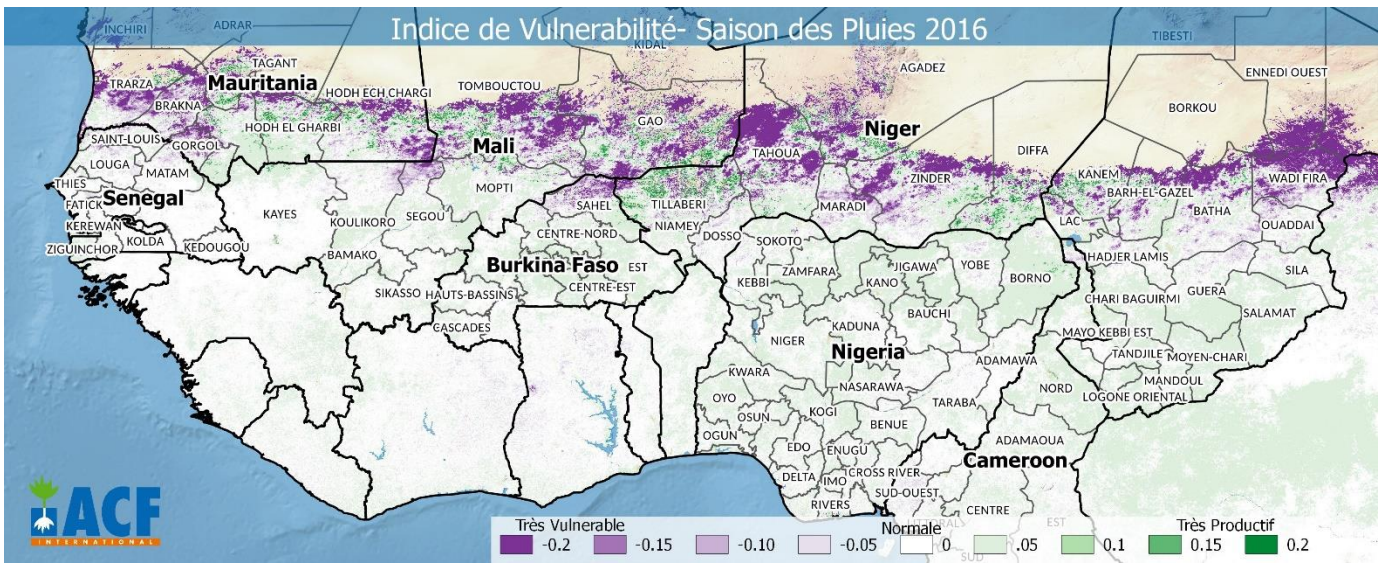 Indice de Vulnerabilité- Saison des Pluies 2016
INCHIRI
ADRAR
KIDAL
TIBESTI
TAGANT
AGADEZ
ENNEDI OUEST
TRARZA
Mauritania
HODH ECH CHARGI
TOMBOUCTOU
BORKOU
BRAKNA
GAO
Niger
HODH EL GHARBI
SAINT-LOUIS
GORGOL
Mali
TAHOUA
DIFFA
LOUGA
MATAM
ZINDER
KANEM
WADI FIRA
THIES
Senegal
MOPTI
SAHEL
TILLABERI
MARADI
BARH-EL-GAZEL
BATHA
FATICK
KAYES
KOULIKORO
SEGOU
NIAMEY
LAC
OUADDAI
KEREWAN
CENTRE-NORD
DOSSO
SOKOTO
ZIGUINCHOR
KOLDA
KEDOUGOU
HADJER LAMIS
BAMAKO
Burkina Faso
EST
KEBBI
ZAMFARA
KANO
JIGAWA
YOBE
BORNO
SILA
SIKASSO
HAUTS-BASSINS
CENTRE-EST
BAUCHI
CHARI BAGUIRMI
GUERA
SALAMAT
CASCADES
KADUNA
MAYO KEBBI EST
NIGER
Nigeria
ADAMAWA
TANDJILE
MOYEN-CHARI
KWARA
NASARAWA
NORD
MANDOUL
OYO
TARABA
LOGONE ORIENTAL
OSUN
KOGI
BENUE
OGUN
EDO
ENUGU
ADAMAOUA
DELTA
IMO
CROSS RIVER
Cameroon
RIVERS
SUD-OUEST
CENTRE
LITTORAL
EST
SUD
ACF
INTERNATIONAL
Très Vulnerable
Normale
Très Productif
-0.2
-0.15
-0.10
-0.05
0
.05
0.1
0.15
0.2